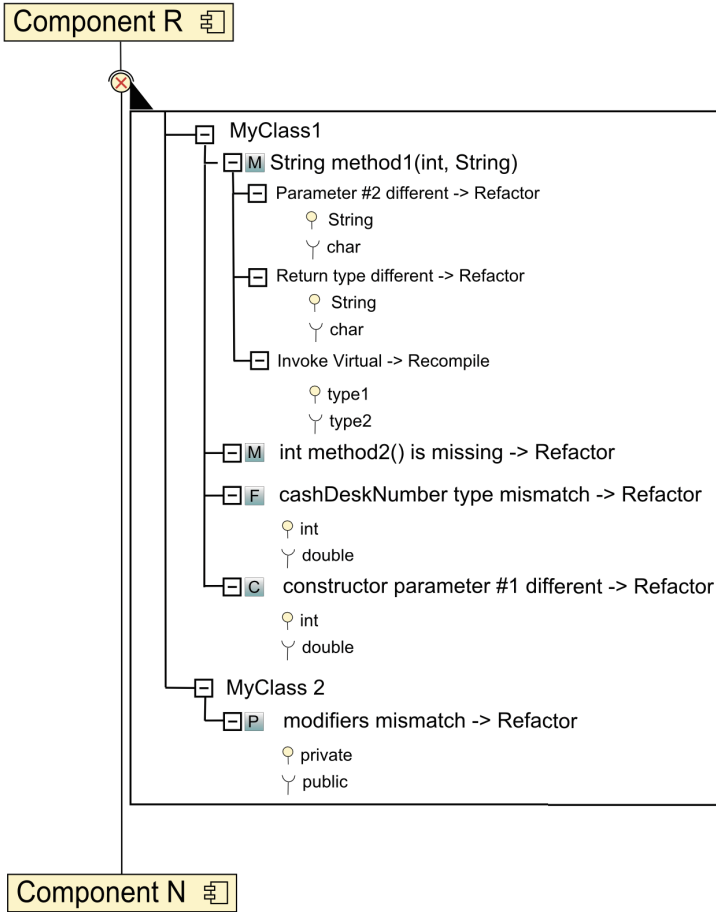 Component R
MyClass1
M String method1(int, String)
Parameter #2 different -> Refactor
String
char
Return type different -> Refactor
String
char
Invoke Virtual -> Recompile
type1
type2
M int method2() is missing -> Refactor
F cashDeskNumber type mismatch -> Refactor
int
double
C constructor parameter #1 different -> Refactor
int
double
MyClass 2
P modifiers mismatch -> Refactor
private
public
Component N